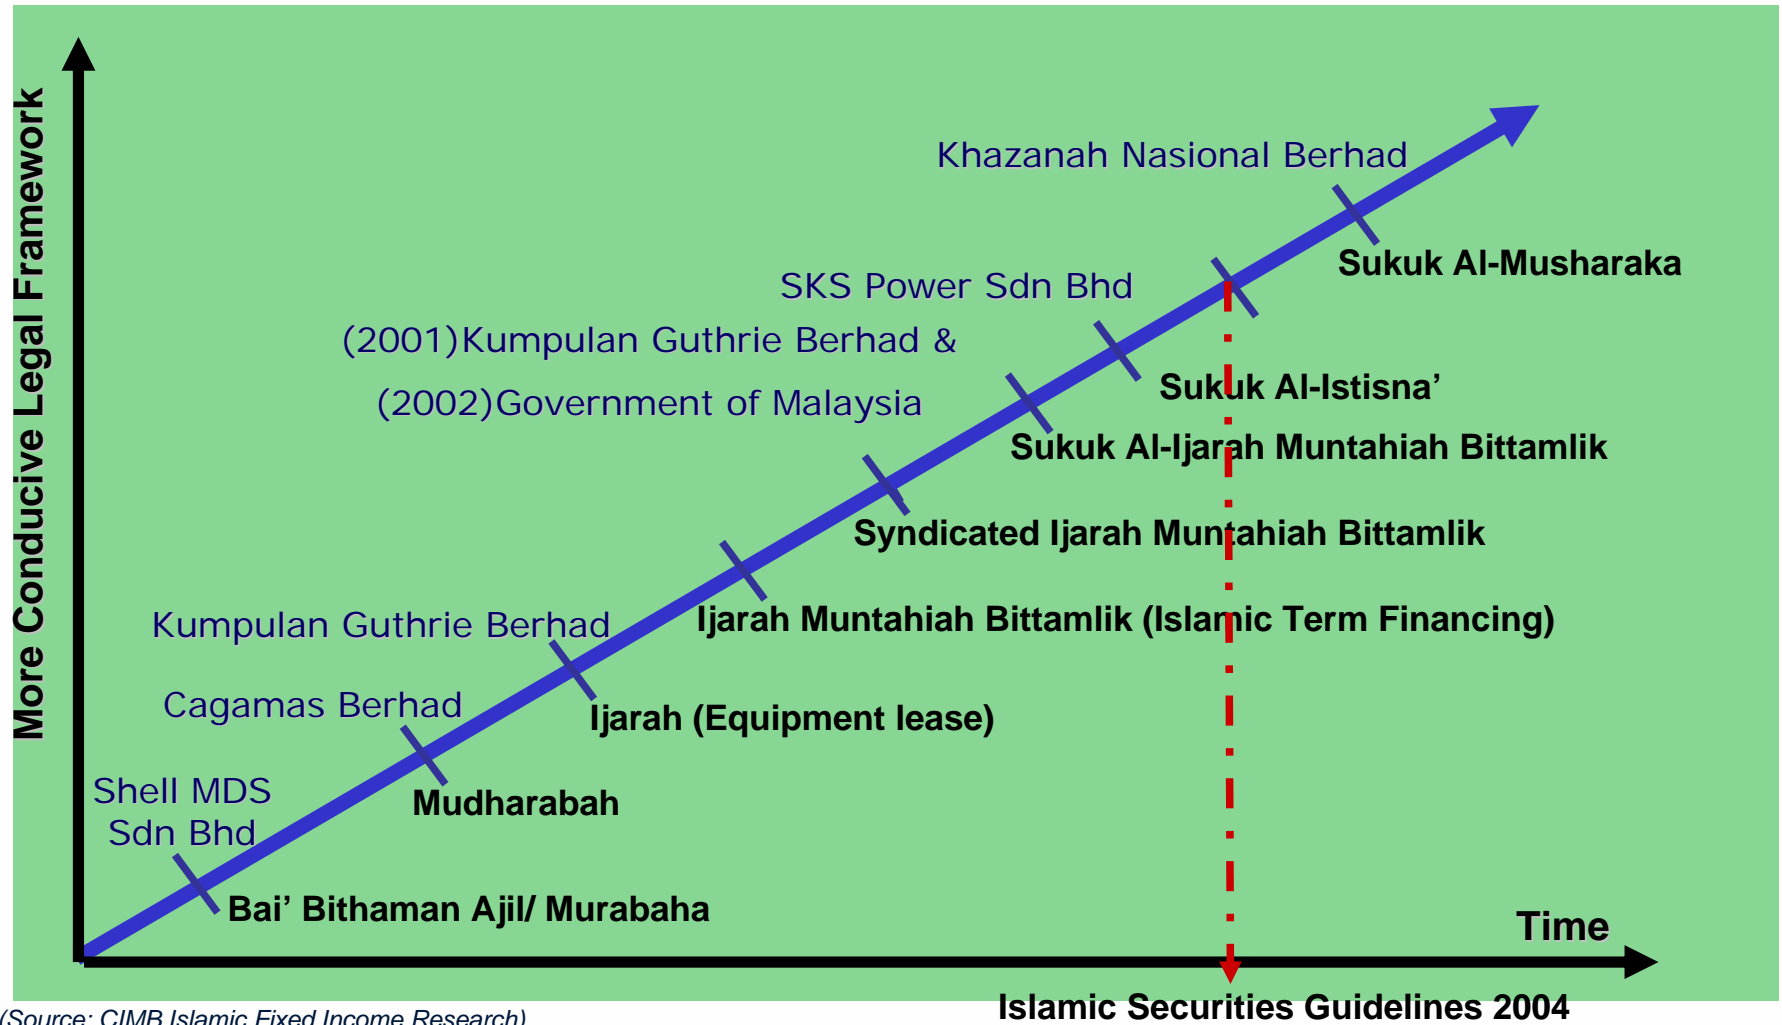 More Conducive Legal Framework
Khazanah Nasional Berhad
Sukuk Al-Musharaka
SKS Power Sdn Bhd
(2001)Kumpulan Guthrie Berhad &
(2002)Government of Malaysia
Sukuk Al-Istisna’
Sukuk Al-Ijarah Muntahiah Bittamlik
Syndicated Ijarah Muntahiah Bittamlik
Ijarah Muntahiah Bittamlik (Islamic Term Financing)
Kumpulan Guthrie Berhad
Ijarah (Equipment lease)
Cagamas Berhad
Mudharabah
Shell MDS
Sdn Bhd
Bai’ Bithaman Ajil/ Murabaha
Time
Islamic Securities Guidelines 2004
(Source: CIMB Islamic Fixed Income Research)